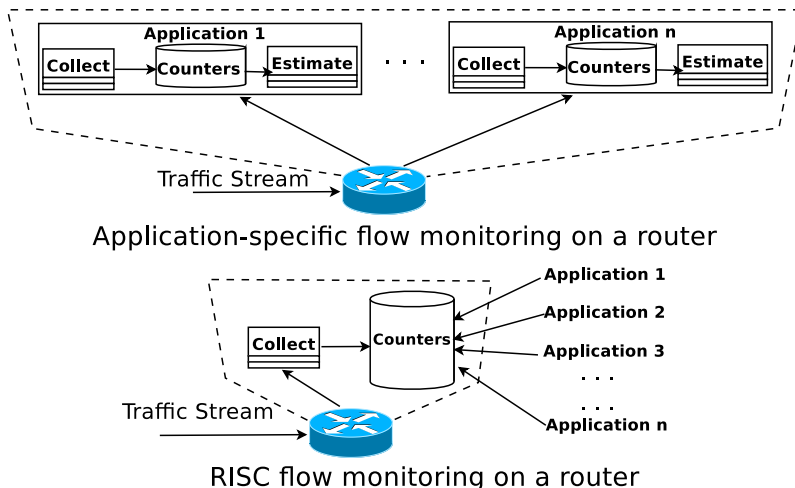 Application 1
Collect
Counters
Estimate
. . .
Application n
Collect
Counters
Estimate
Traffic Stream
Application-specific flow monitoring on a router
Application 1
Application 2
Counters
Collect
Application 3
. . .
. . .
Traffic Stream
Application n
RISC flow monitoring on a router